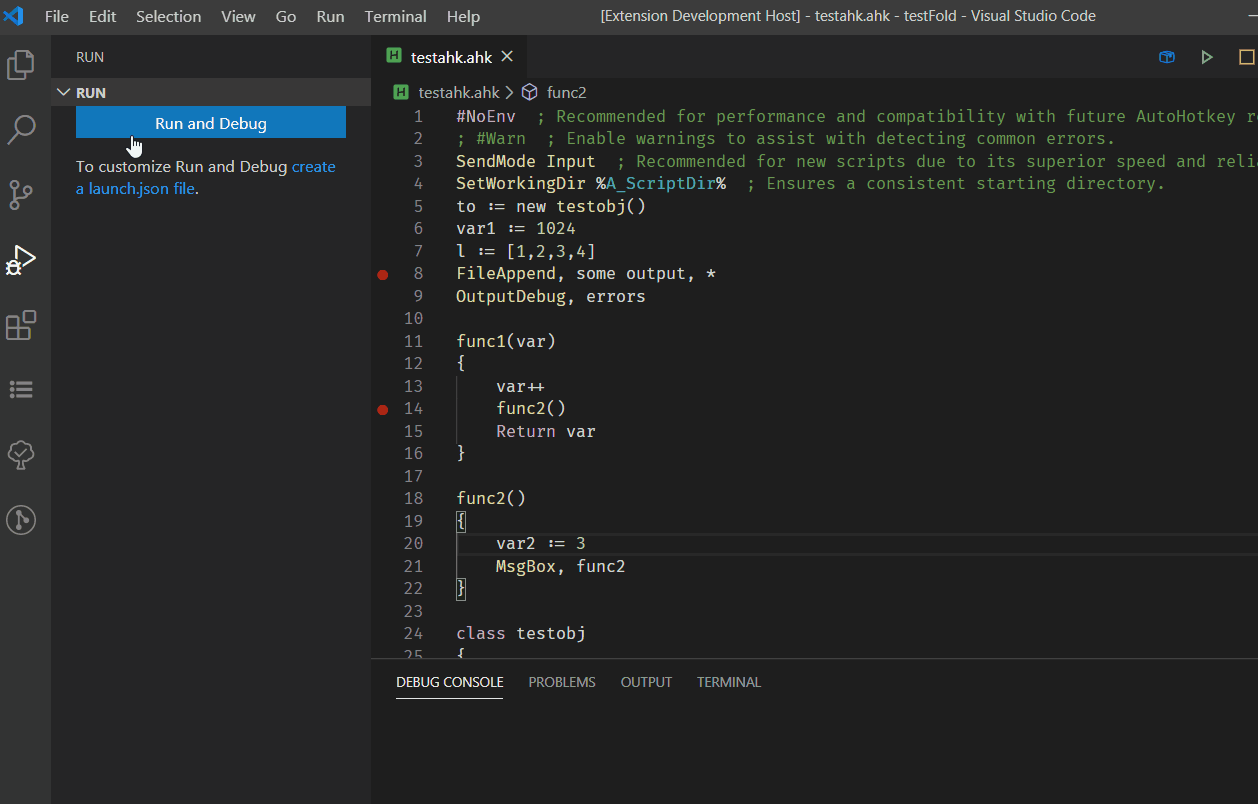 File Edit Selection View Go Run Terminal Help [Extension Development Host] - testahk.ahk - testFold - Visual Studio Code
RUN
RUN
Run and Debug
To customize Run and Debug create
a launch.json file.
testahk.ahk
testahk.ahk > func2
1 #NoEnv ; Recommended for performance and compatibility with future AutoHotkey
2 ; #Warn ; Enable warnings to assist with detecting common errors.
3 SendMode Input ; Recommended for new scripts due to its superior speed and
4 SetWorkingDir %A_ScriptDir% ; Ensures a consistent starting directory.
5 to := new testobj()
6 var1 := 1024
7 l := [1,2,3,4]
8 FileAppend, some output, *
9 OutputDebug, errors
10
11 func1(var)
12 {
13 var++
14 func2()
15 Return var
16 }
17
18 func2()
19 {
20 var2 := 3
21 MsgBox, func2
22 }
23
24 class testobj
25 {
DEBUG CONSOLE PROBLEMS OUTPUT TERMINAL